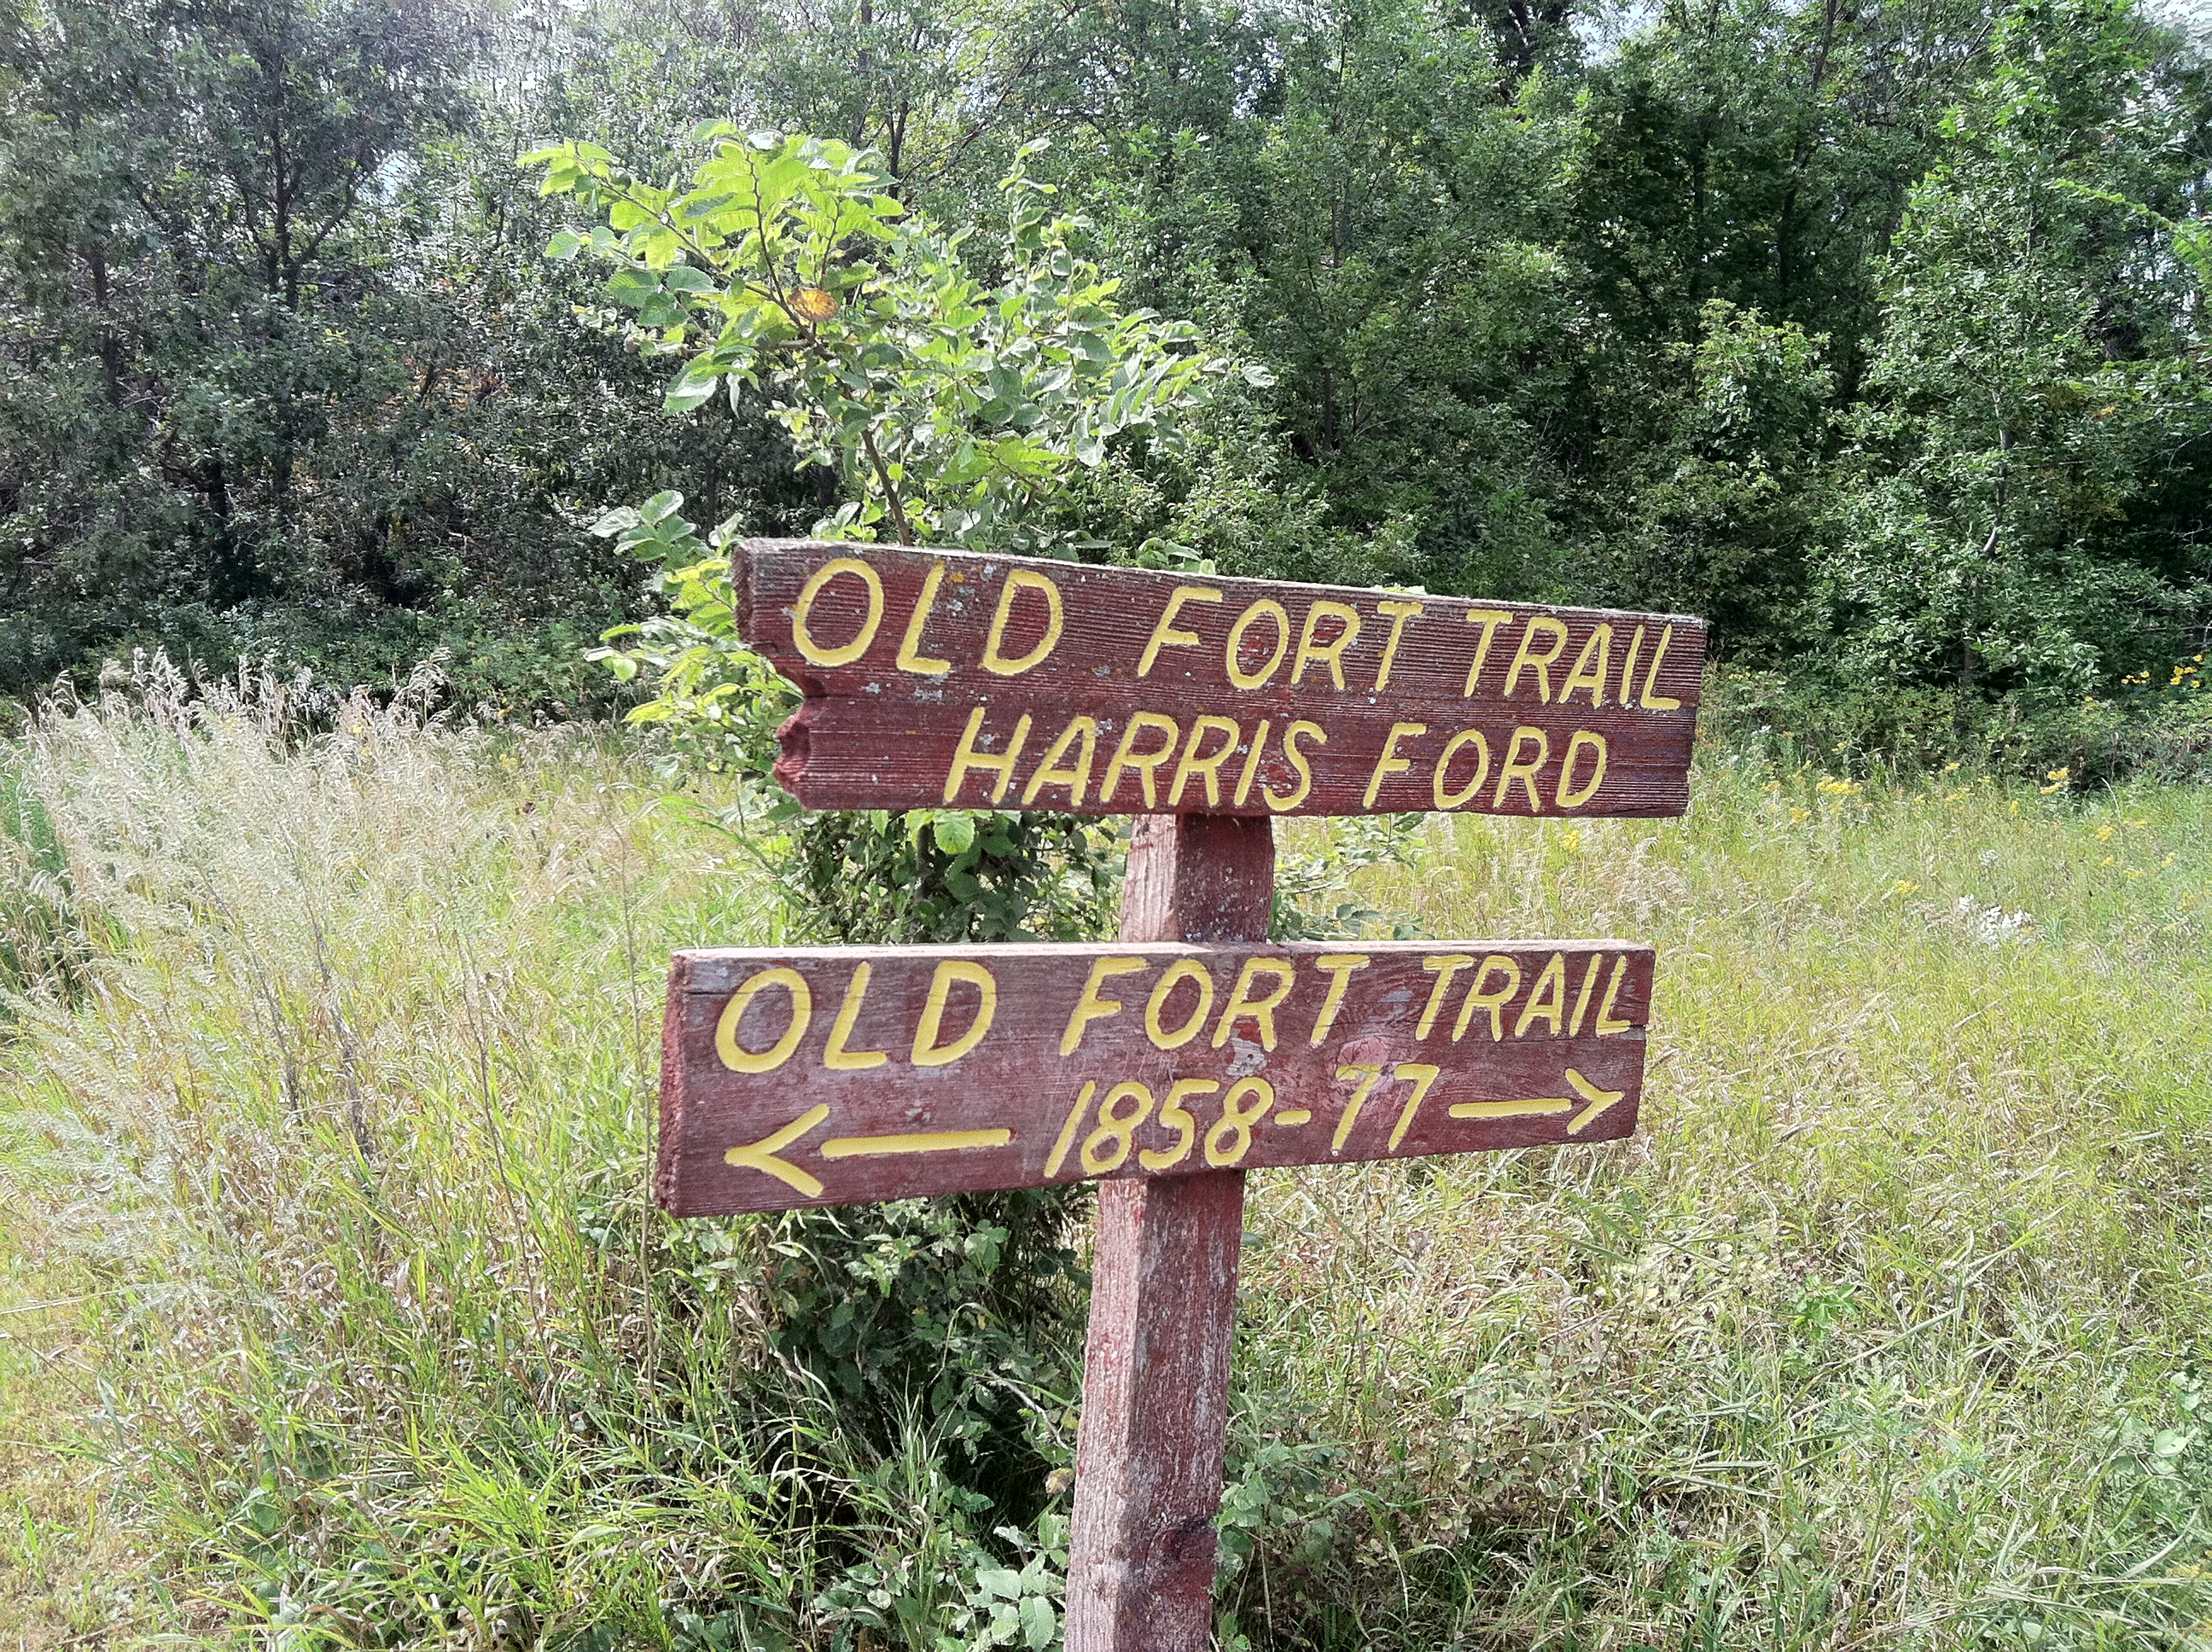 OLD FORT TRAIL
HARRIS FORD
OLD FORT TRAIL
← 1858-77 →